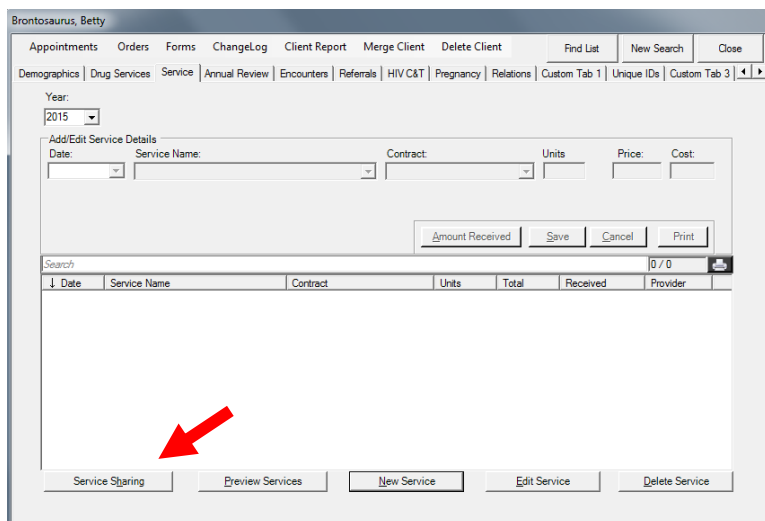 Brontosaurus, Betty
Appointments Orders Forms ChangeLog Client Report Merge Client Delete Client Find List New Search Close
Demographics Drug Services Service Annual Review Encounters Referrals HIV C&T Pregnancy Relations Custom Tab 1 Unique IDs Custom Tab 3
Year:
2015
Add/Edit Service Details
Date: Service Name: Contract: Units Price: Cost:
Amount Received Save Cancel Print
Search 0 / 0
↓ Date Service Name Contract Units Total Received Provider
Service Sharing Preview Services New Service Edit Service Delete Service